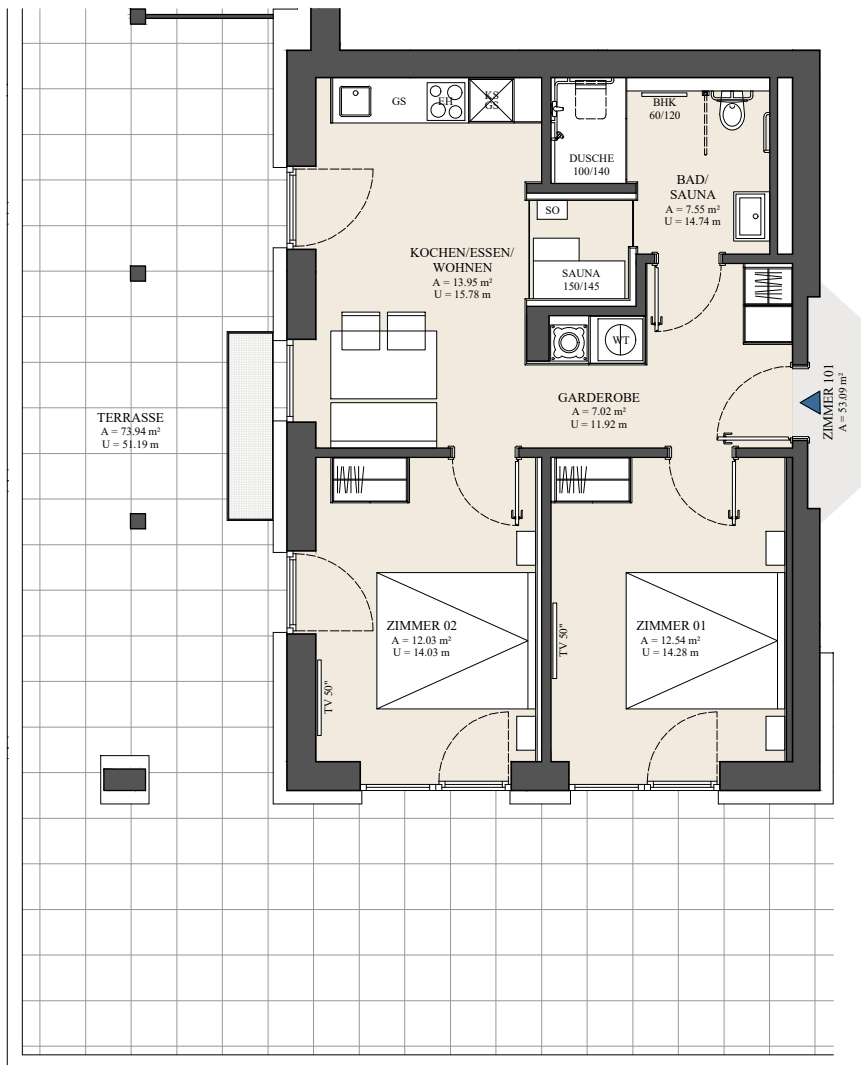 GS
EH
KS
GS
BHK
60/120
DUSCHE
100/140
BAD/
SAUNA
A = 7.55 m²
U = 14.74 m
SO
KOCHEN/ESSEN/
WOHNEN
A = 13.95 m²
U = 15.78 m
SAUNA
150/145
WT
GARDEROBE
A = 7.02 m²
U = 11.92 m
ZIMMER 101
A = 53.09 m²
TERRASSE
A = 73.94 m²
U = 51.19 m
ZIMMER 02
A = 12.03 m²
U = 14.03 m
ZIMMER 01
A = 12.54 m²
U = 14.28 m
TV 50"
TV 50"